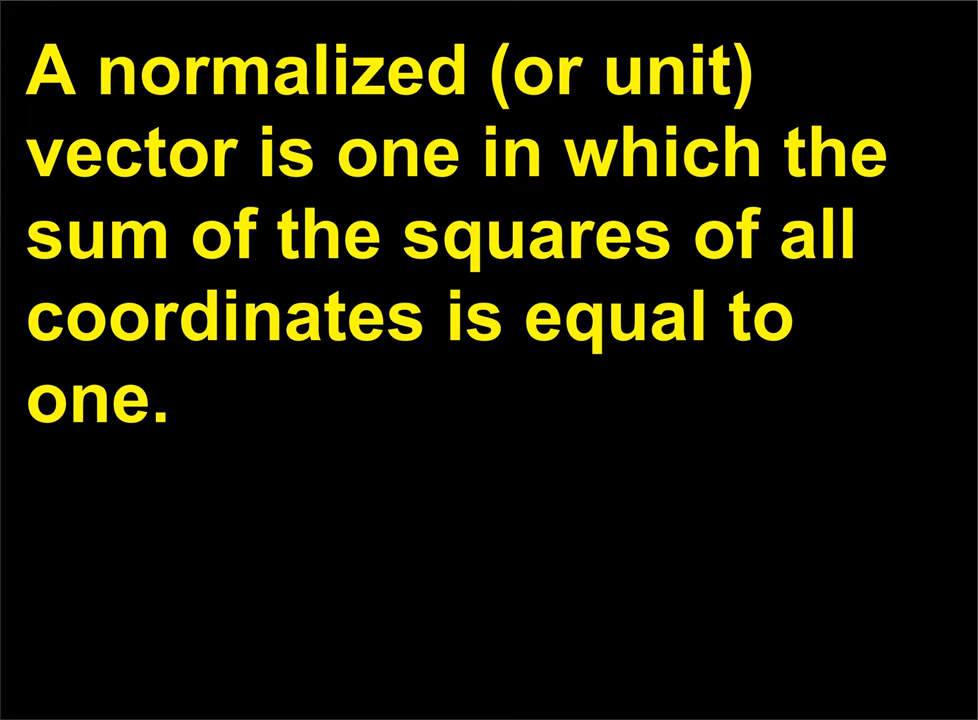 A normalized (or unit)
vector is one in which the
sum of the squares of all
coordinates is equal to
one.